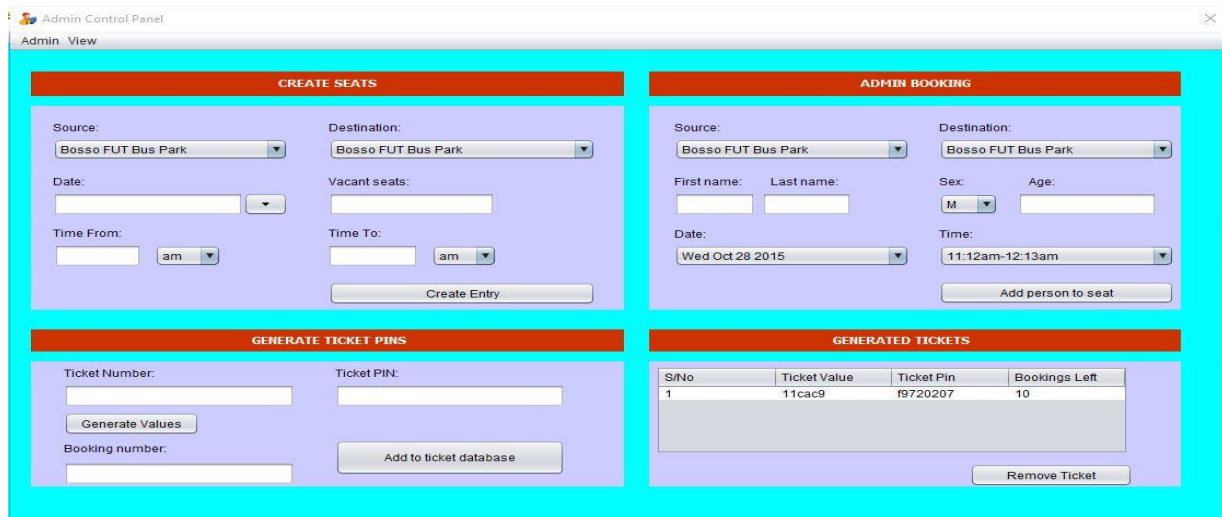 Admin Control Panel
Admin View
CREATE SEATS
Source: Destination:
Bosso FUT Bus Park Bosso FUT Bus Park
Date: Vacant seats:
Time From: Time To:
am am
Create Entry
ADMIN BOOKING
Source: Destination:
Bosso FUT Bus Park Bosso FUT Bus Park
First name: Last name: Sex: Age:
M
Date: Time:
Wed Oct 28 2015 11:12am-12:13am
Add person to seat
GENERATE TICKET PINS
Ticket Number: Ticket PIN:
Generate Values
Booking number:
Add to ticket database
GENERATED TICKETS
S/No Ticket Value Ticket Pin Bookings Left
1 11cac9 f9720207 10
Remove Ticket